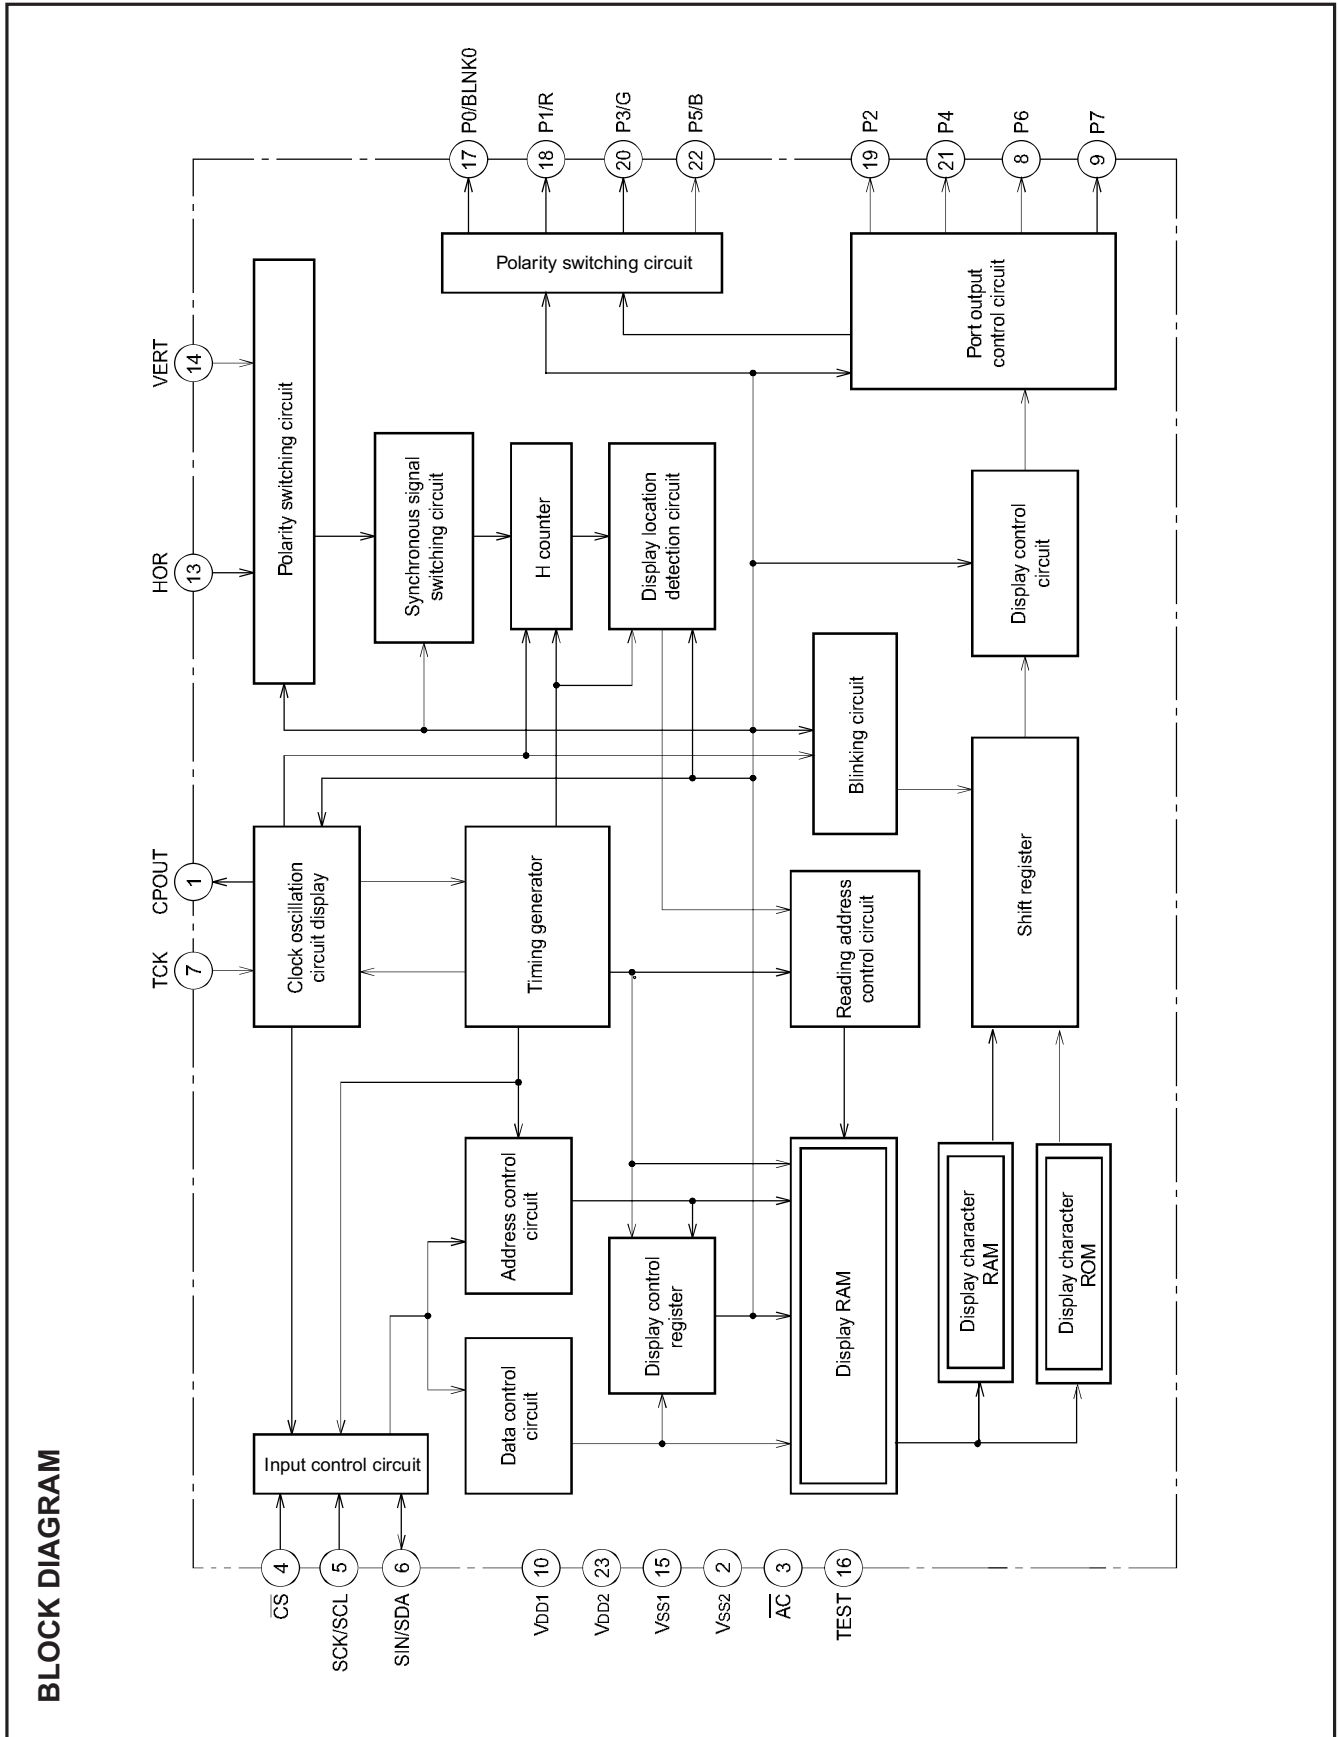 BLOCK DIAGRAM
TCK
7
CPOUT
1
HOR
13
VERT
14
CS
4
SCK/SCL
5
SIN/SDA
6
VDD1
10
VDD2
23
VSS1
15
VSS2
2
AC
3
TEST
16
Input control circuit
Clock oscillation
circuit display
Polarity switching circuit
Data control
circuit
Address control
circuit
Timing generator
Synchronous signal
switching circuit
H counter
Display location
detection circuit
Polarity switching circuit
Display control
register
Display RAM
Reading address
control circuit
Blinking circuit
Display character
RAM
Display character
ROM
Shift register
Display control
circuit
Port output
control circuit
17
P0/BLNK0
18
P1/R
20
P3/G
22
P5/B
19
P2
21
P4
8
P6
9
P7